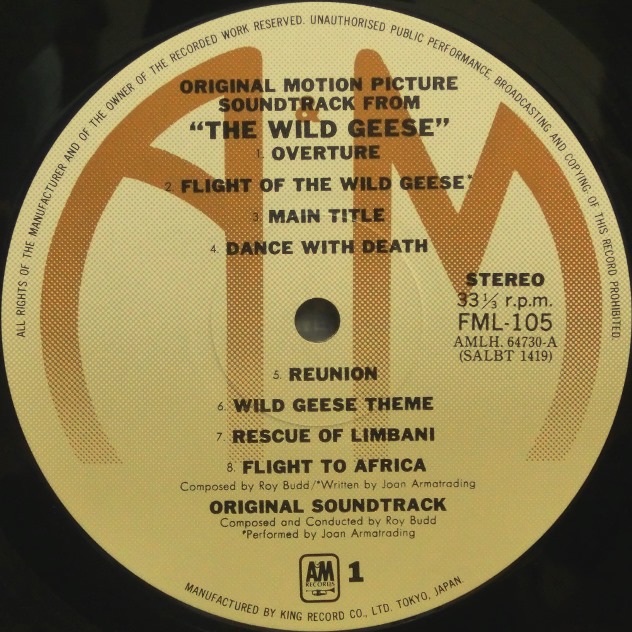 ALL RIGHTS OF THE MANUFACTURER AND OF THE OWNER OF THE RECORDED WORK RESERVED. UNAUTHORISED PUBLIC PERFORMANCE, BROADCASTING AND COPYING OF THIS RECORD PROHIBITED.
ORIGINAL MOTION PICTURE
SOUNDTRACK FROM
"THE WILD GEESE"
1. OVERTURE
2. FLIGHT OF THE WILD GEESE*
3. MAIN TITLE
4. DANCE WITH DEATH
STEREO
33 1/3 r.p.m.
FML-105
AMLH. 64730-A
(SALBT 1419)
5. REUNION
6. WILD GEESE THEME
7. RESCUE OF LIMBANI
8. FLIGHT TO AFRICA
Composed by Roy Budd/*Written by Joan Armatrading
ORIGINAL SOUNDTRACK
Composed and Conducted by Roy Budd
*Performed by Joan Armatrading
AM
RECORDS
1
MANUFACTURED BY KING RECORD CO., LTD. TOKYO, JAPAN.